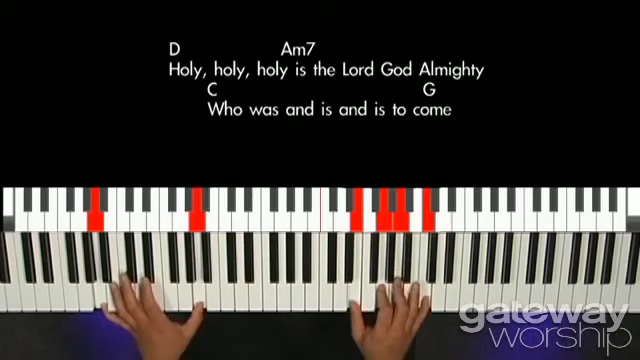 D Am7
Holy, holy, holy is the Lord God Almighty
C G
Who was and is and is to come
gateway
worship